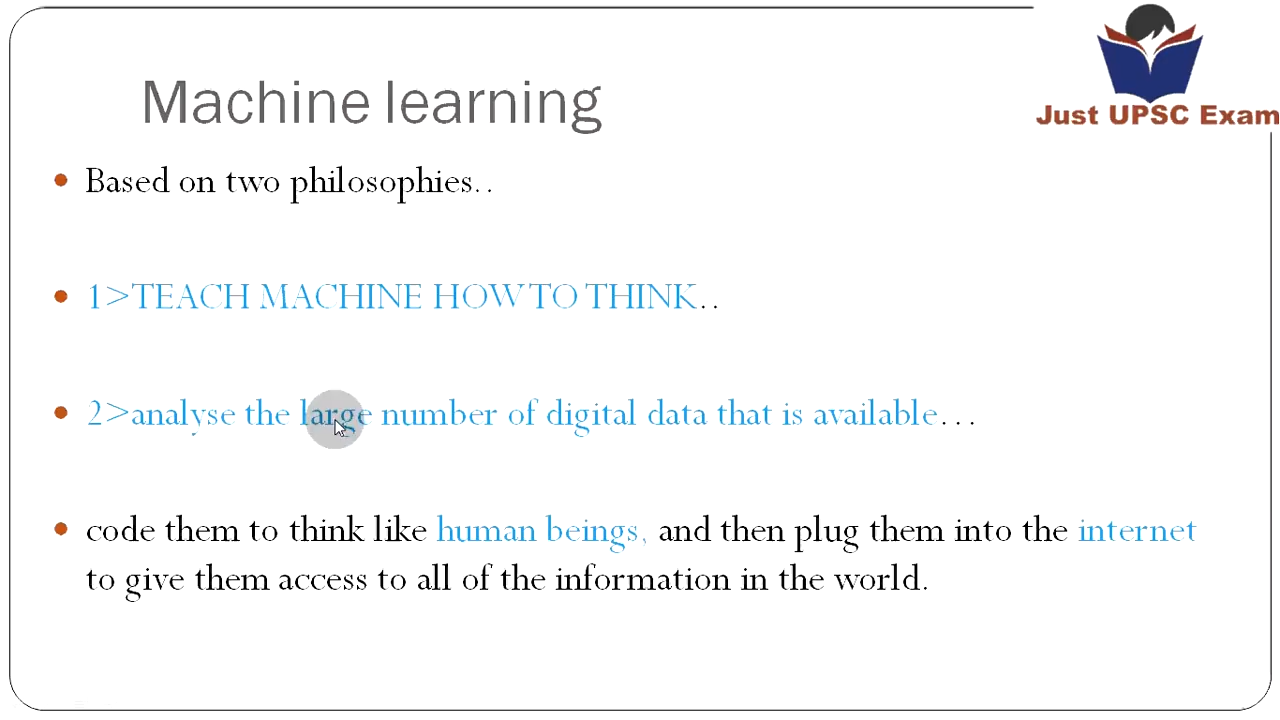 Just UPSC Exam
Machine learning
Based on two philosophies..
1>TEACH MACHINE HOW TO THINK..
2>analyse the large number of digital data that is available...
code them to think like human beings, and then plug them into the internet
to give them access to all of the information in the world.